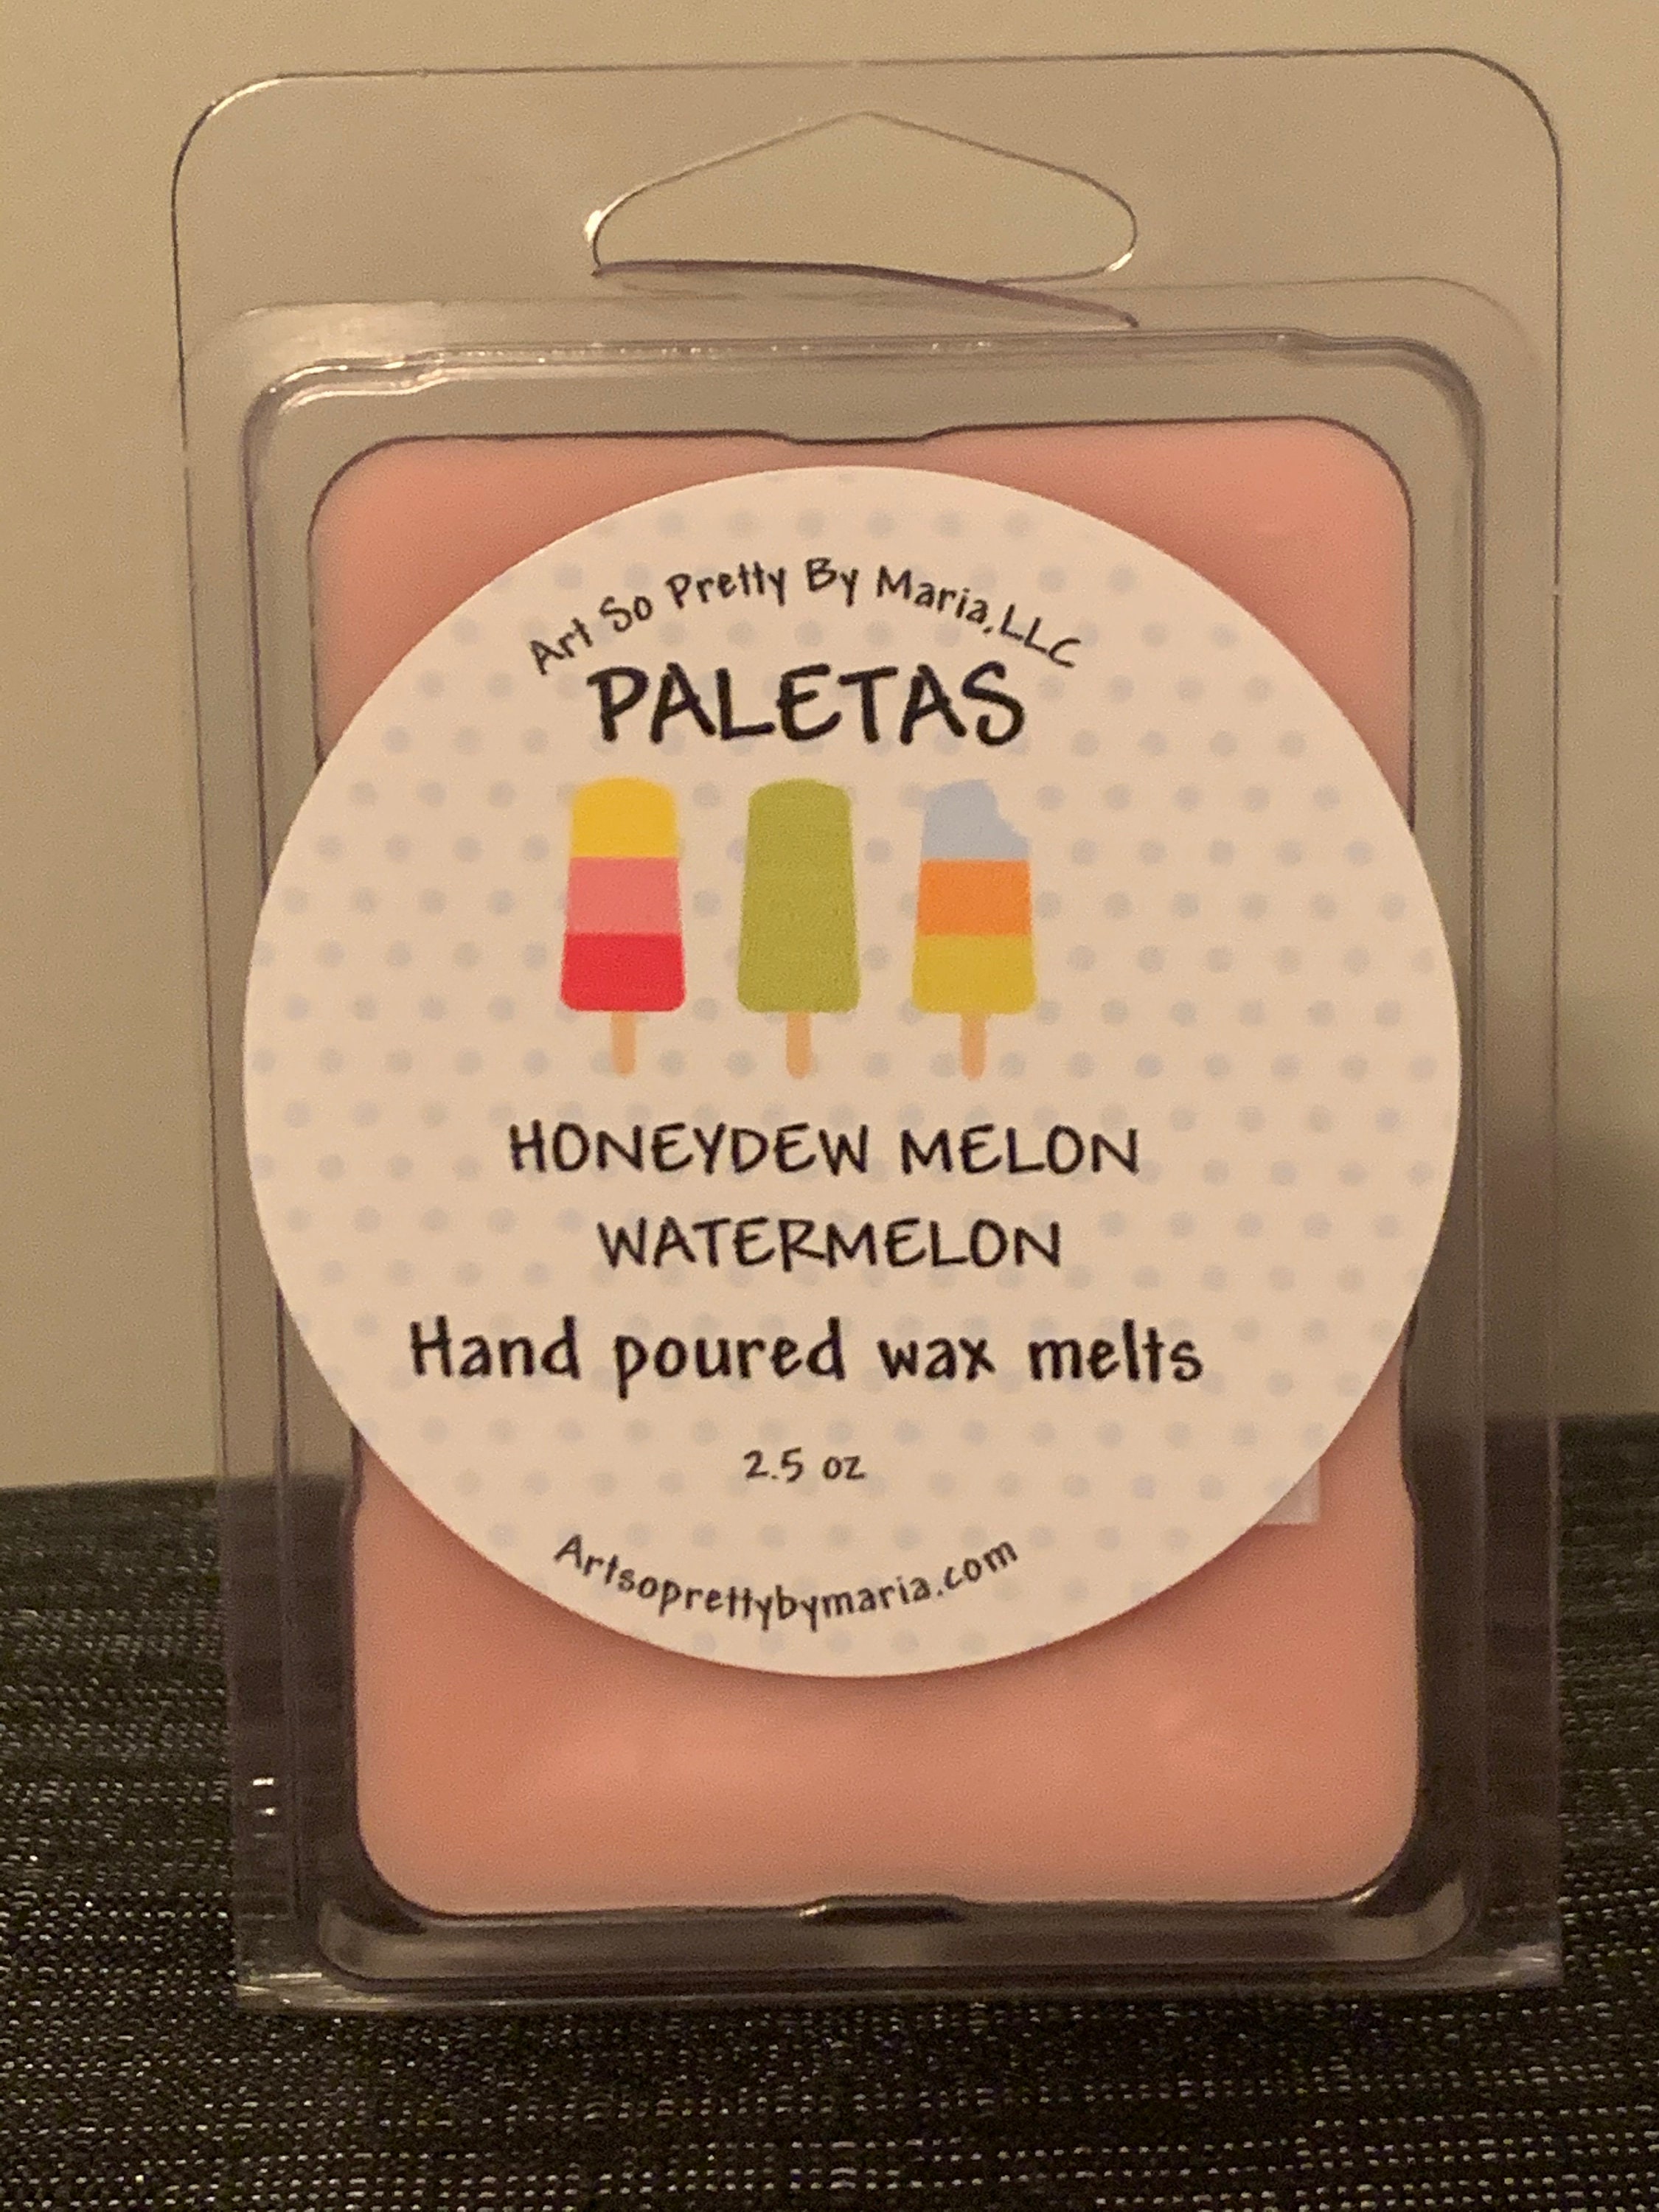 Art So Pretty By Maria,LLC
PALETAS
HONEYDEW MELON
WATERMELON
Hand poured wax melts
2.5 oz
Artsoprettybymaria.com